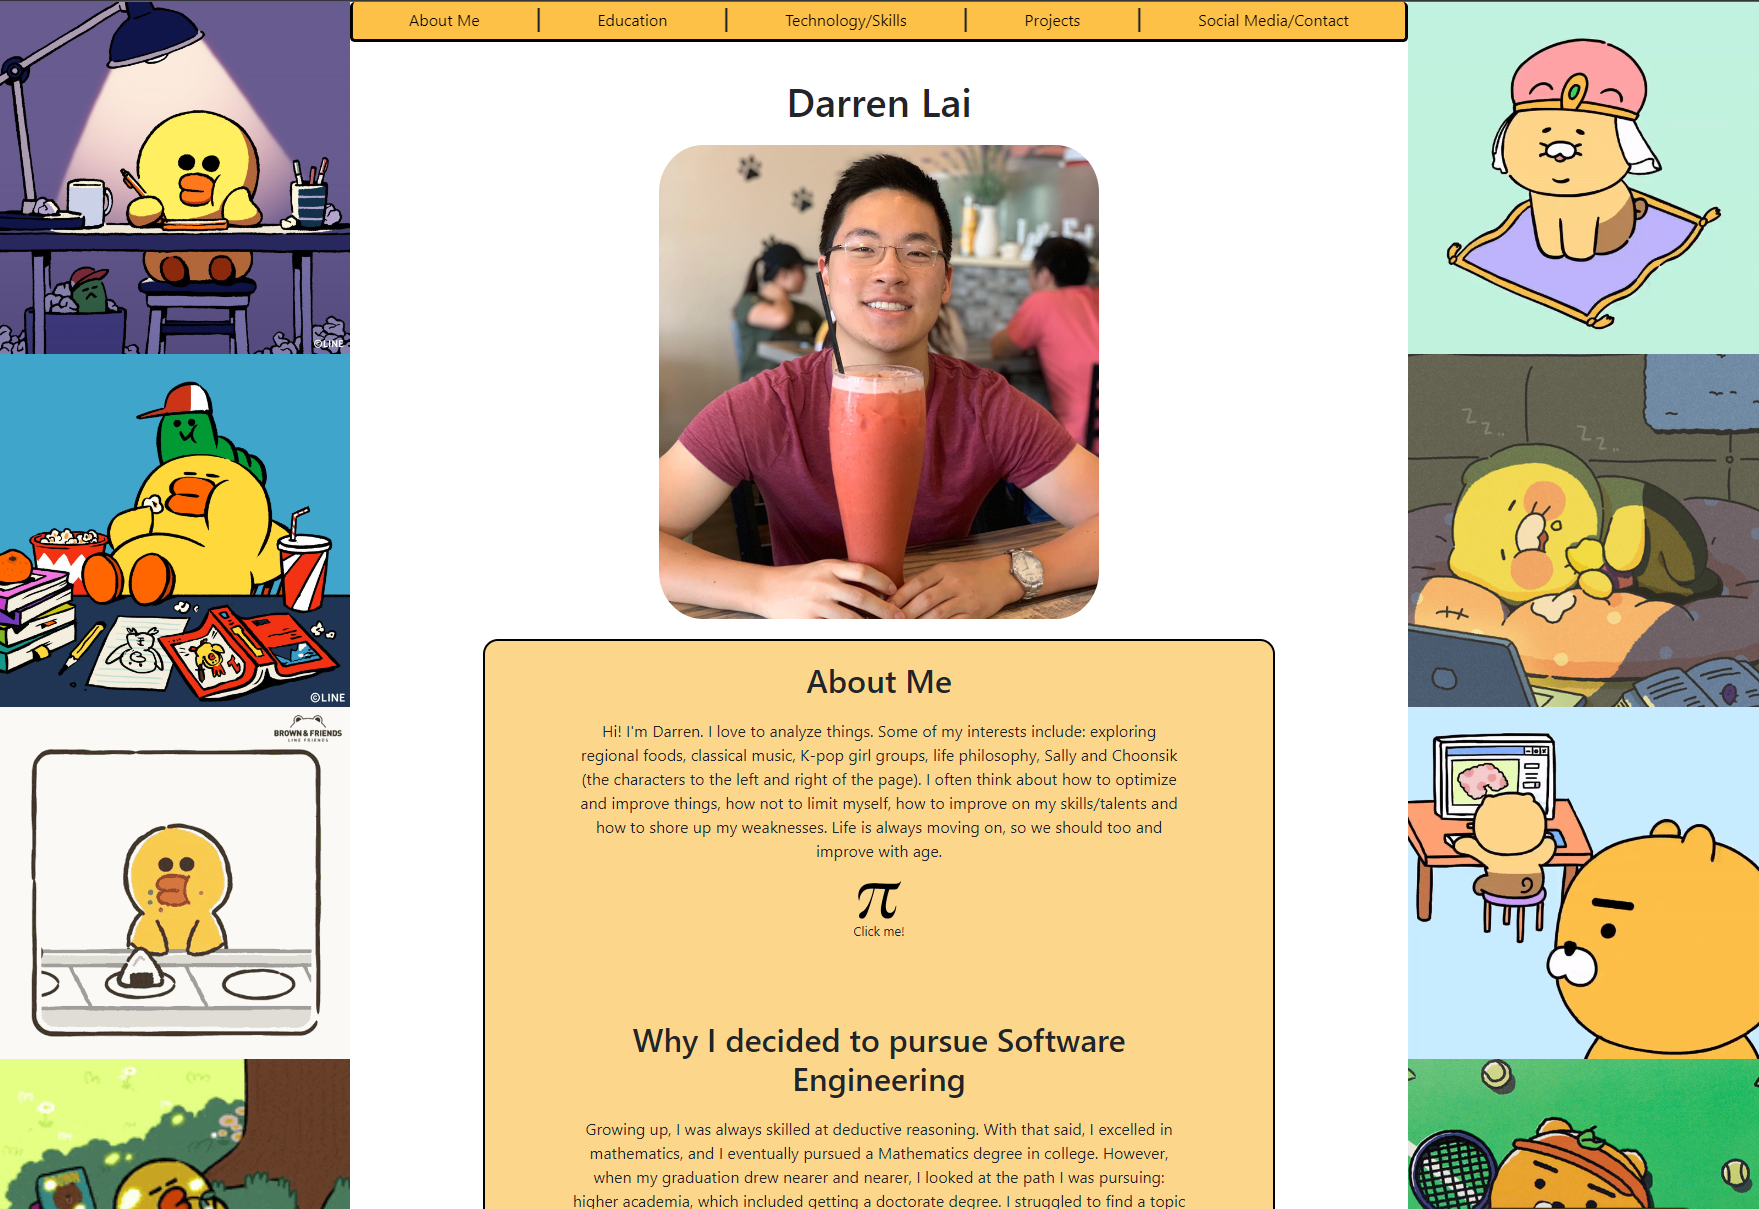 About Me
Education
Technology/Skills
Projects
Social Media/Contact
Darren Lai
©LINE
©LINE
BROWN & FRIENDS
LINE FRIENDS
zz..
zz..
About Me
Hi! I'm Darren. I love to analyze things. Some of my interests include: exploring
regional foods, classical music, K-pop girl groups, life philosophy, Sally and Choonsik
(the characters to the left and right of the page). I often think about how to optimize
and improve things, how not to limit myself, how to improve on my skills/talents and
how to shore up my weaknesses. Life is always moving on, so we should too and
improve with age.
π
Click me!
Why I decided to pursue Software
Engineering
Growing up, I was always skilled at deductive reasoning. With that said, I excelled in
mathematics, and I eventually pursued a Mathematics degree in college. However,
when my graduation drew nearer and nearer, I looked at the path I was pursuing:
higher academia, which included getting a doctorate degree. I struggled to find a topic